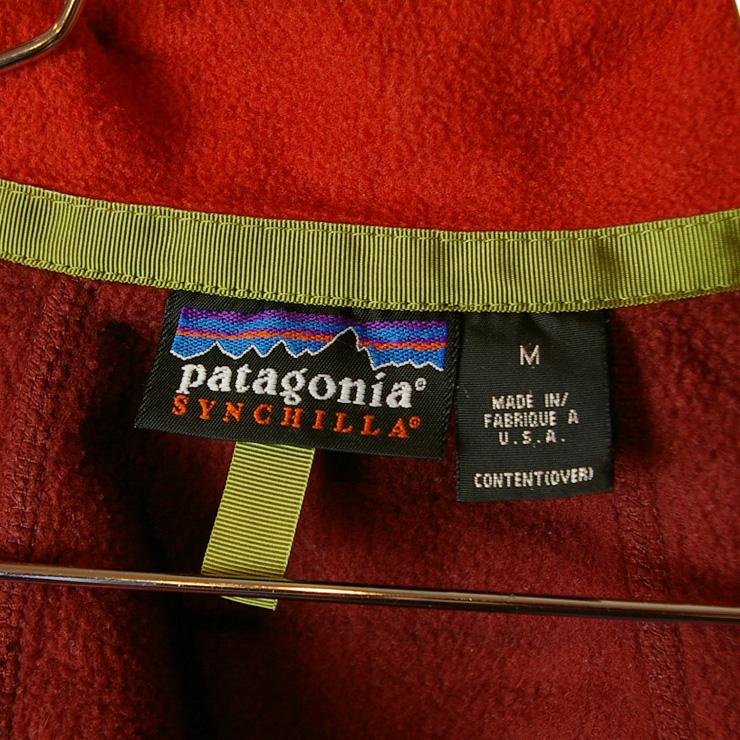 patagonia®
SYNCHILLA®
M
MADE IN/
FABRIQUE A
U.S.A.
CONTENT(OVER)